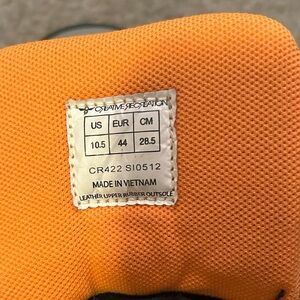 CREATIVE RECREATION
US EUR CM
10.5 44 28.5
CR422 SI0512
MADE IN VIETNAM
LEATHER UPPER RUBBER OUTSOLE